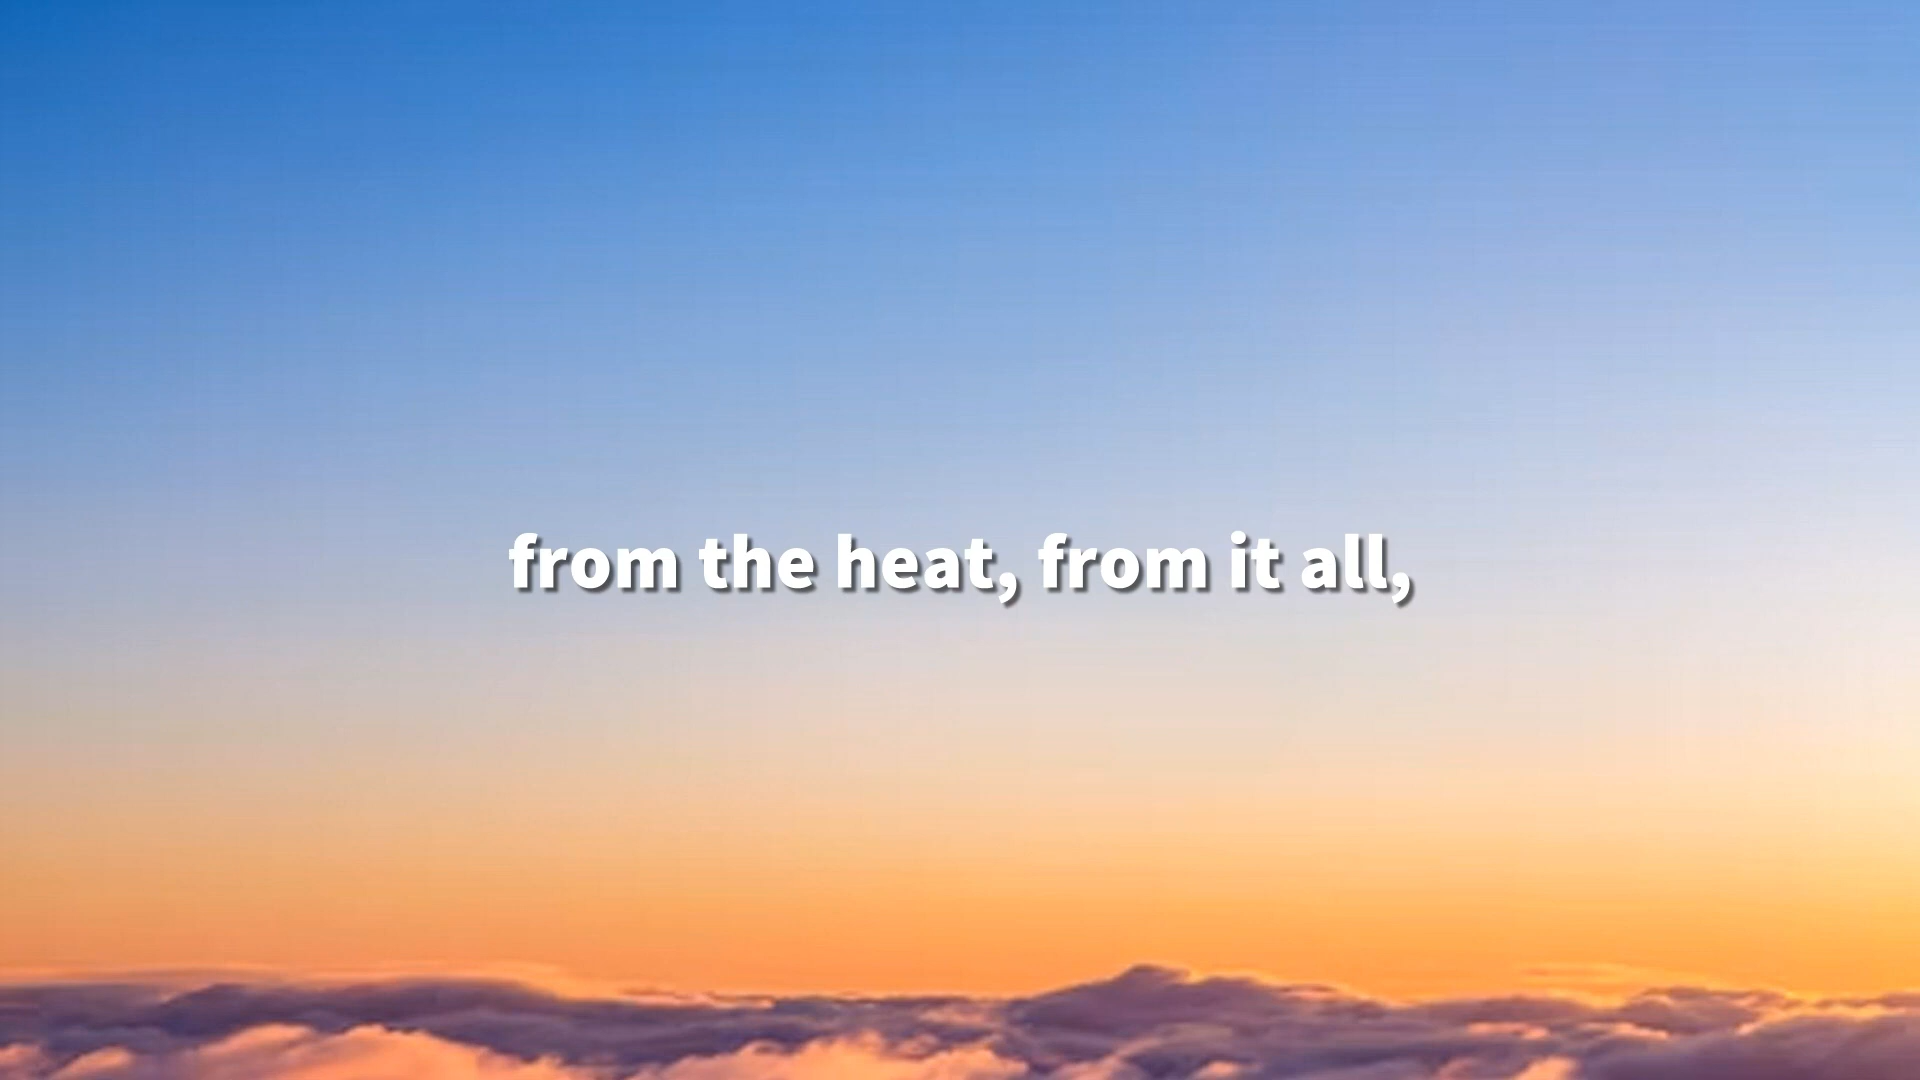 from the heat, from it all,